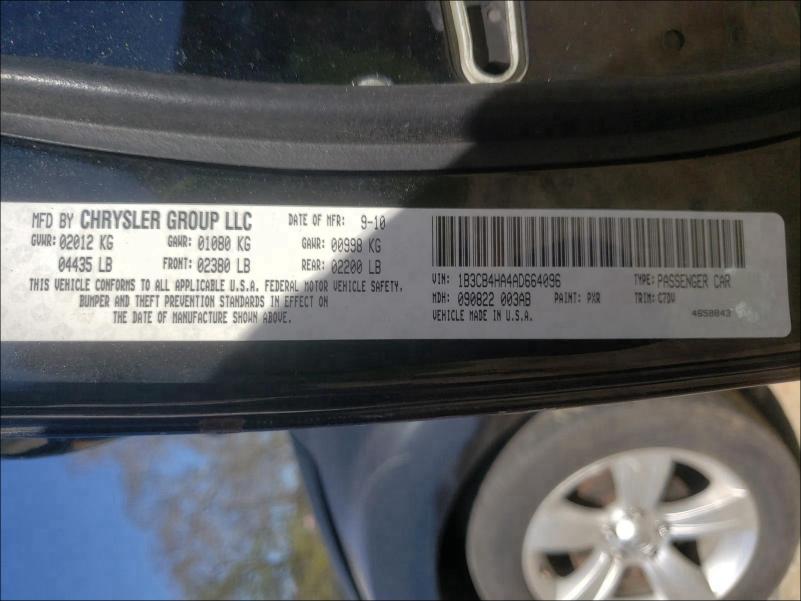 MFD BY CHRYSLER GROUP LLC DATE OF MFR: 9-10
GVWR: 02012 KG GAWR: 01080 KG GAWR: 00998 KG
04435 LB FRONT: 02380 LB REAR: 02200 LB
THIS VEHICLE CONFORMS TO ALL APPLICABLE U.S.A. FEDERAL MOTOR VEHICLE SAFETY,
BUMPER AND THEFT PREVENTION STANDARDS IN EFFECT ON
THE DATE OF MANUFACTURE SHOWN ABOVE.
VIN: 1B3CB4HA4AD664096 TYPE: PASSENGER CAR
MDH: 090822 003AB PAINT: PXR TRIM: C7DV
VEHICLE MADE IN U.S.A. 4658843